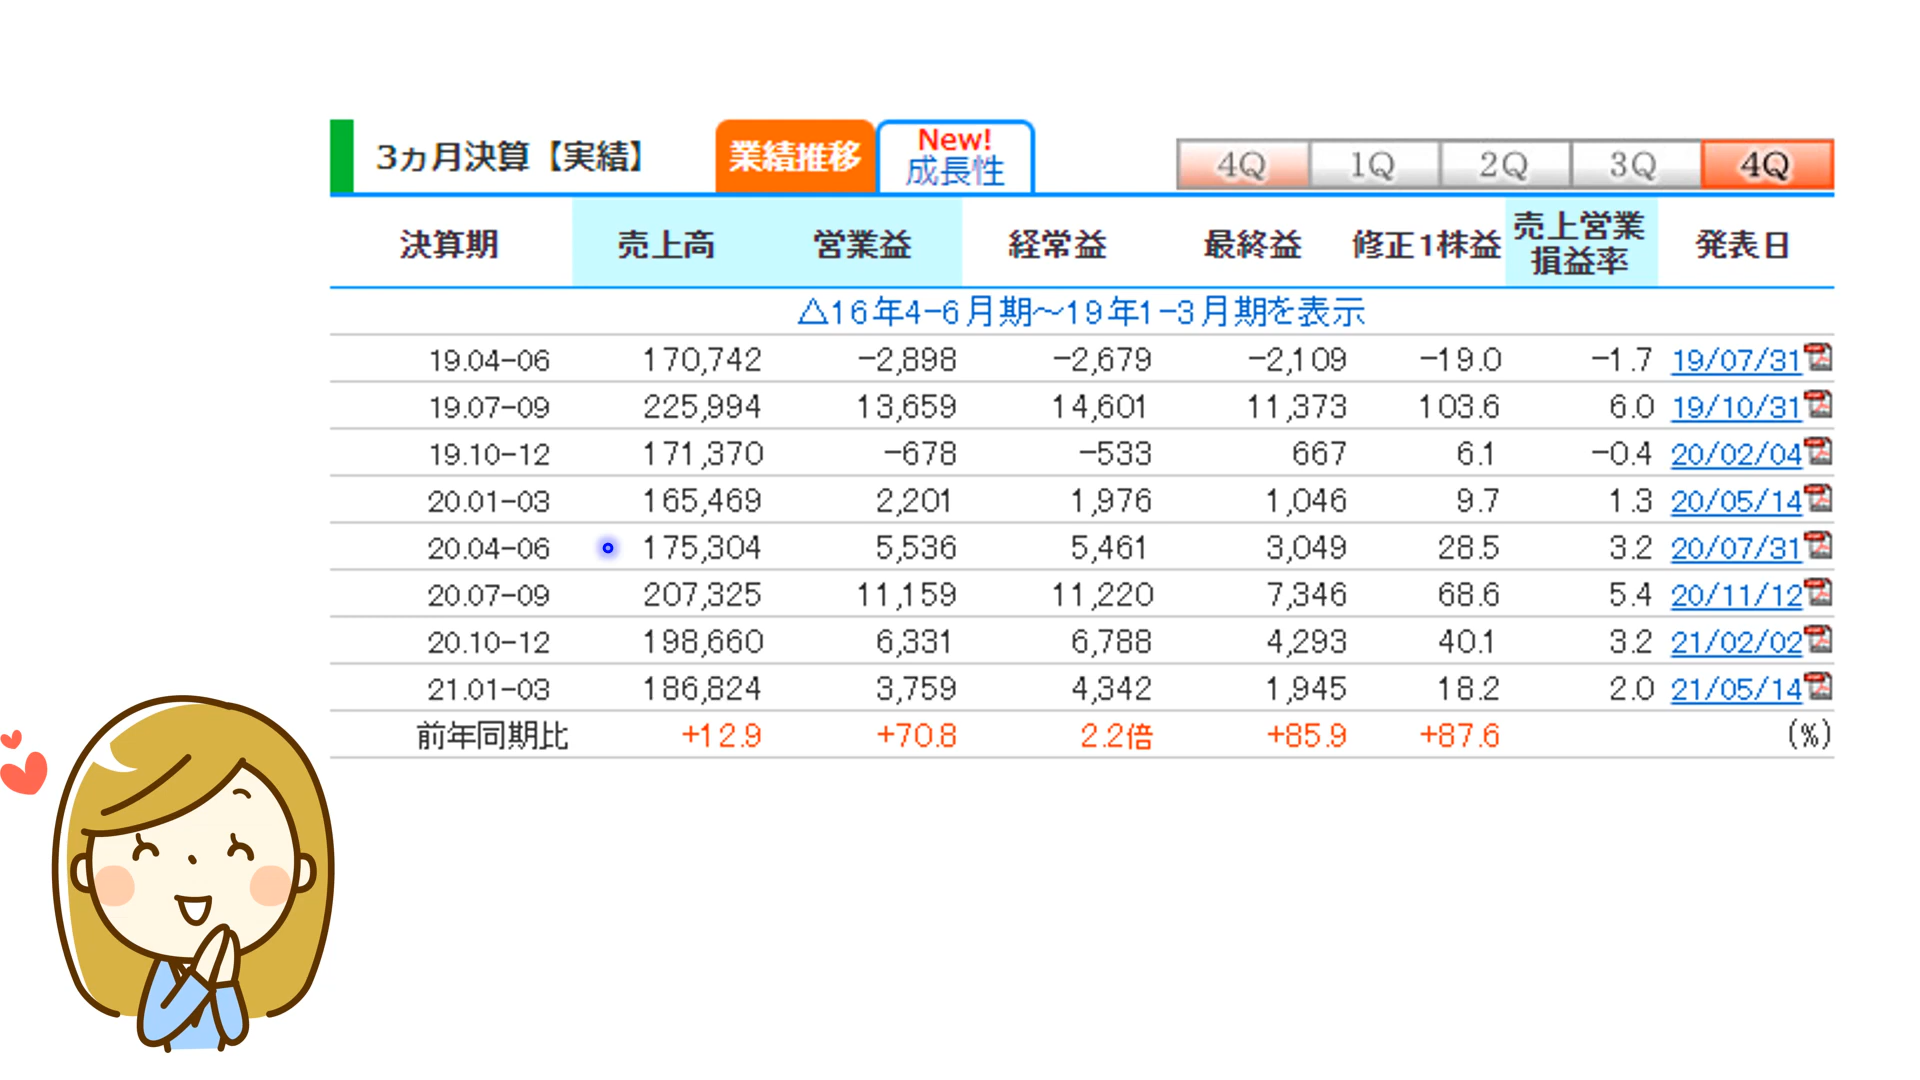 3ヵ月決算【実績】 業績推移 New! 成長性 4Q 1Q 2Q 3Q 4Q
決算期 売上高 営業益 経常益 最終益 修正1株益 売上営業損益率 発表日
△16年4-6月期～19年1-3月期を表示
19.04-06 170,742 -2,898 -2,679 -2,109 -19.0 -1.7 19/07/31
19.07-09 225,994 13,659 14,601 11,373 103.6 6.0 19/10/31
19.10-12 171,370 -678 -533 667 6.1 -0.4 20/02/04
20.01-03 165,469 2,201 1,976 1,046 9.7 1.3 20/05/14
20.04-06 175,304 5,536 5,461 3,049 28.5 3.2 20/07/31
20.07-09 207,325 11,159 11,220 7,346 68.6 5.4 20/11/12
20.10-12 198,660 6,331 6,788 4,293 40.1 3.2 21/02/02
21.01-03 186,824 3,759 4,342 1,945 18.2 2.0 21/05/14
前年同期比 +12.9 +70.8 2.2倍 +85.9 +87.6 (%)